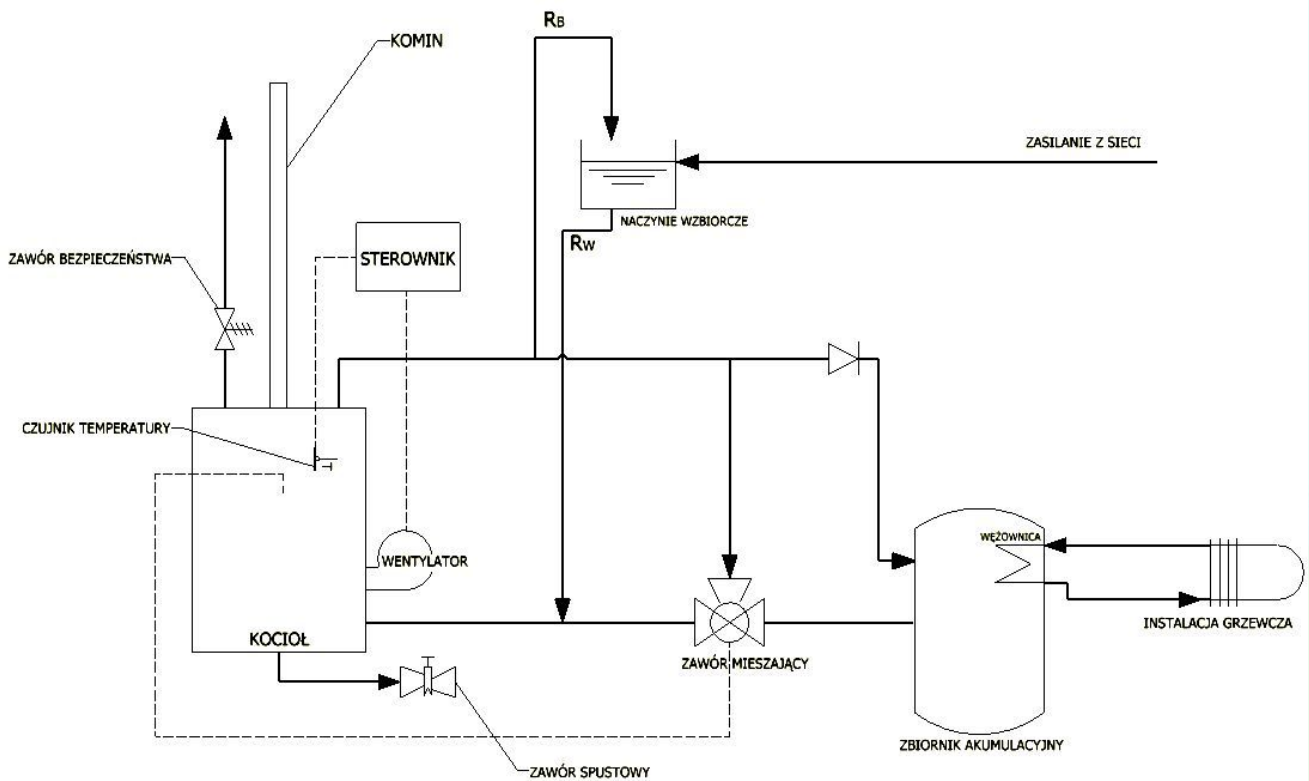 RB
KOMIN
ZASILANIE Z SIECI
NACZYNIE WZBIORCZE
RW
STEROWNIK
ZAWÓR BEZPIECZEŃSTWA
CZUJNIK TEMPERATURY
WENTYLATOR
WĘŻOWNICA
INSTALACJA GRZEWCZA
KOCIOŁ
ZAWÓR MIESZAJĄCY
ZBIORNIK AKUMULACYJNY
ZAWÓR SPUSTOWY